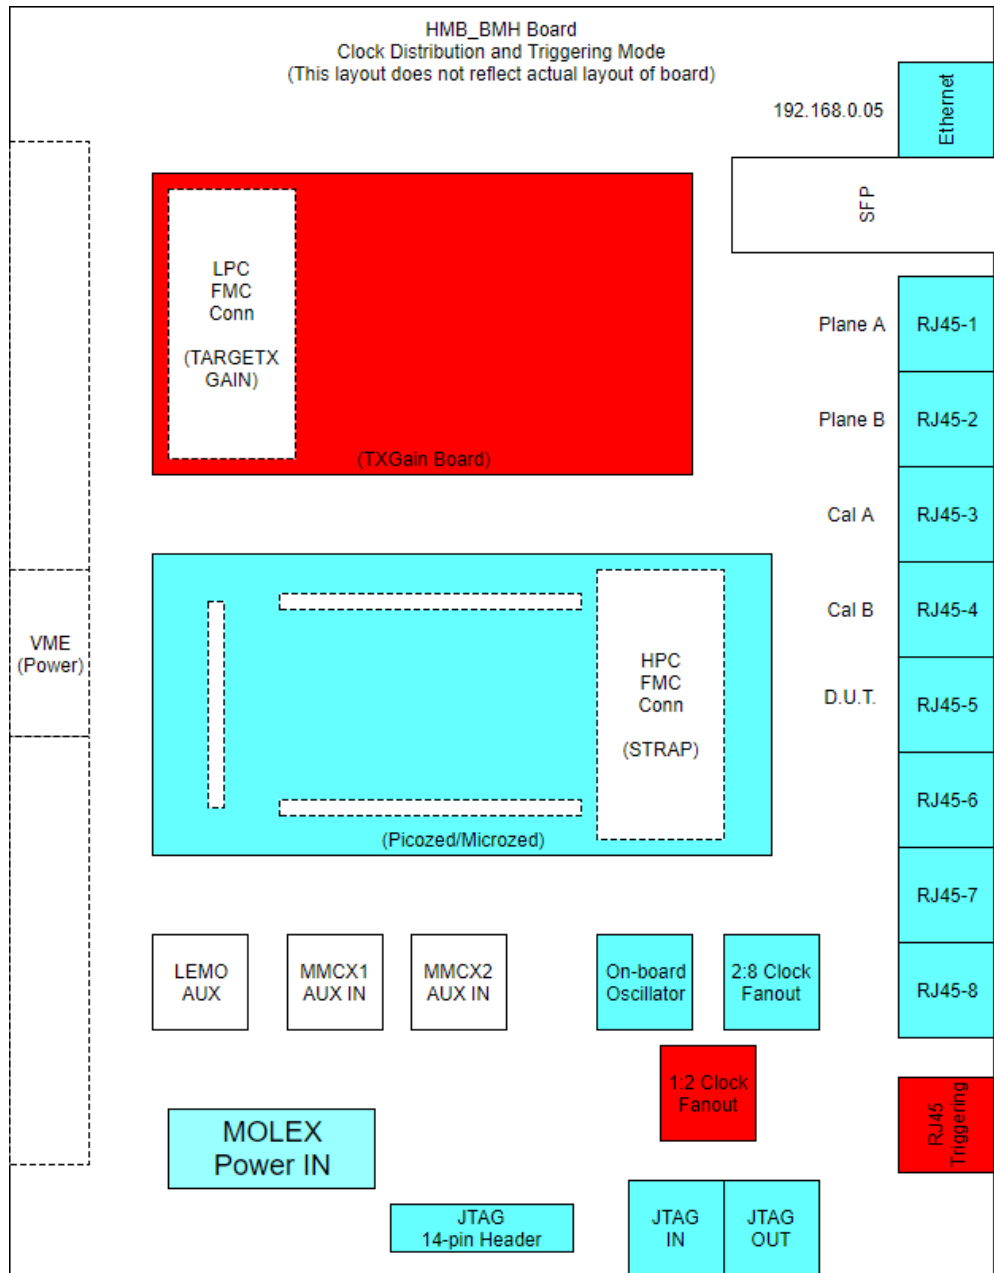 HMB_BMH Board
Clock Distribution and Triggering Mode
(This layout does not reflect actual layout of board)
192.168.0.05
Ethernet
SFP
LPC
FMC
Conn
(TARGETX
GAIN)
(TXGain Board)
Plane A
RJ45-1
Plane B
RJ45-2
Cal A
RJ45-3
Cal B
RJ45-4
D.U.T.
RJ45-5
RJ45-6
RJ45-7
RJ45-8
VME
(Power)
HPC
FMC
Conn
(STRAP)
(Picozed/Microzed)
LEMO
AUX
MMCX1
AUX IN
MMCX2
AUX IN
On-board
Oscillator
2:8 Clock
Fanout
1:2 Clock
Fanout
RJ45
Triggering
MOLEX
Power IN
JTAG
14-pin Header
JTAG
IN
JTAG
OUT